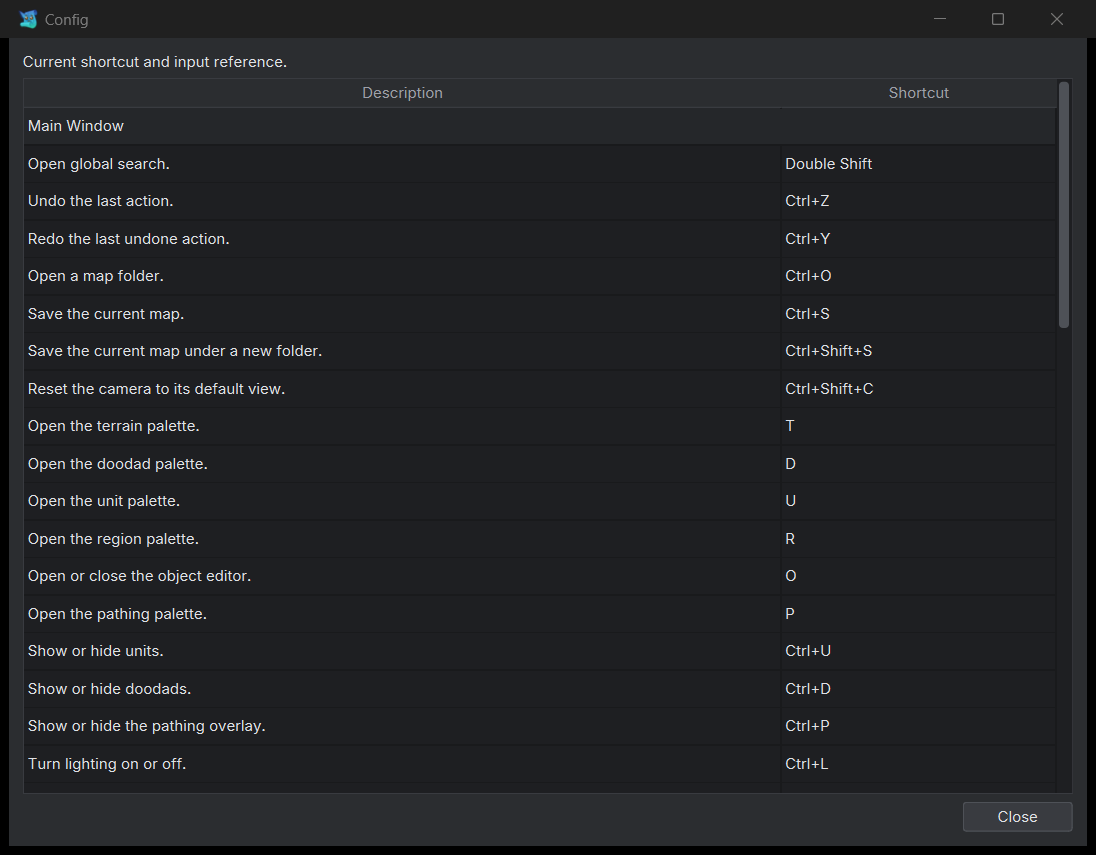 Config
Current shortcut and input reference.
Description Shortcut
Main Window
Open global search. Double Shift
Undo the last action. Ctrl+Z
Redo the last undone action. Ctrl+Y
Open a map folder. Ctrl+O
Save the current map. Ctrl+S
Save the current map under a new folder. Ctrl+Shift+S
Reset the camera to its default view. Ctrl+Shift+C
Open the terrain palette. T
Open the doodad palette. D
Open the unit palette. U
Open the region palette. R
Open or close the object editor. O
Open the pathing palette. P
Show or hide units. Ctrl+U
Show or hide doodads. Ctrl+D
Show or hide the pathing overlay. Ctrl+P
Turn lighting on or off. Ctrl+L
Close